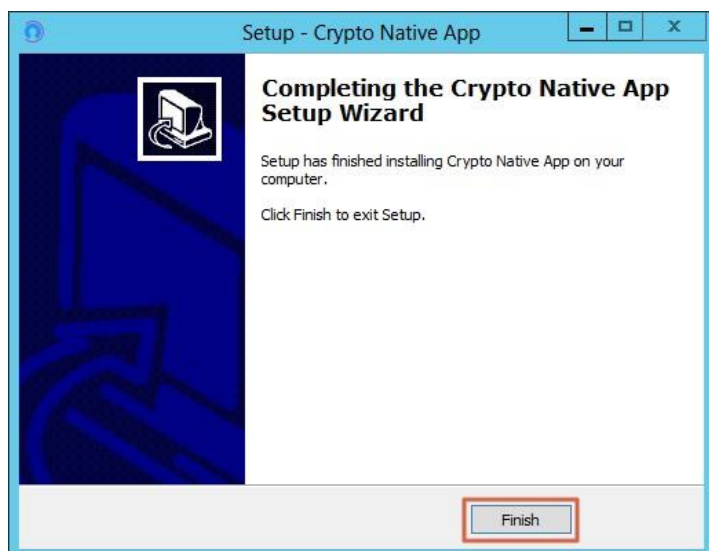 Setup - Crypto Native App
Completing the Crypto Native App
Setup Wizard
Setup has finished installing Crypto Native App on your
computer.
Click Finish to exit Setup.
Finish